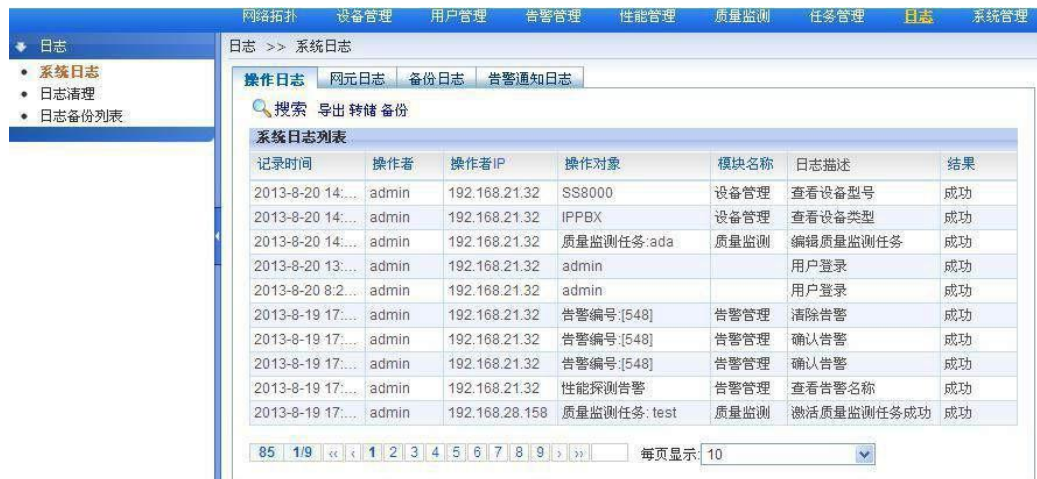 网络拓扑 设备管理 用户管理 告警管理 性能管理 质量监测 任务管理 日志 系统管理
日志
系统日志
日志清理
日志备份列表
日志 >> 系统日志
操作日志 网元日志 备份日志 告警通知日志
搜索 导出 转储 备份
系统日志列表
记录时间 操作者 操作者IP 操作对象 模块名称 日志描述 结果
2013-8-20 14:... admin 192.168.21.32 SS8000 设备管理 查看设备型号 成功
2013-8-20 14:... admin 192.168.21.32 IPPBX 设备管理 查看设备类型 成功
2013-8-20 14:... admin 192.168.21.32 质量监测任务:ada 质量监测 编辑质量监测任务 成功
2013-8-20 13:... admin 192.168.21.32 admin 用户登录 成功
2013-8-20 8:2... admin 192.168.21.32 admin 用户登录 成功
2013-8-19 17:... admin 192.168.21.32 告警编号:[548] 告警管理 清除告警 成功
2013-8-19 17:... admin 192.168.21.32 告警编号:[548] 告警管理 确认告警 成功
2013-8-19 17:... admin 192.168.21.32 告警编号:[548] 告警管理 确认告警 成功
2013-8-19 17:... admin 192.168.21.32 性能探测告警 告警管理 查看告警名称 成功
2013-8-19 17:... admin 192.168.28.158 质量监测任务: test 质量监测 激活质量监测任务成功 成功
85 1/9 ‹‹ ‹ 1 2 3 4 5 6 7 8 9 › ›› 每页显示: 10